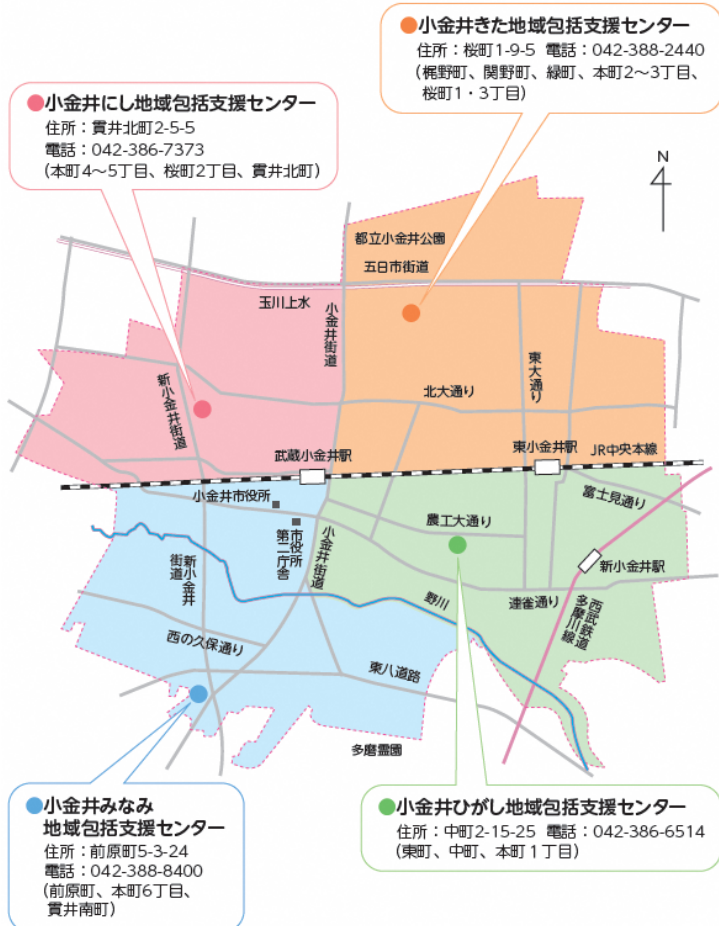 ●小金井きた地域包括支援センター
住所：桜町1-9-5 電話：042-388-2440
(梶野町、関野町、緑町、本町2～3丁目、
桜町1・3丁目)
●小金井にし地域包括支援センター
住所：貫井北町2-5-5
電話：042-386-7373
(本町4～5丁目、桜町2丁目、貫井北町)
N
都立小金井公園
五日市街道
玉川上水
小金井街道
東大通り
新小金井街道
北大通り
武蔵小金井駅
東小金井駅
JR中央本線
小金井市役所
富士見通り
農工大通り
市役所
第二庁舎
小金井街道
新小金井
街道
新小金井駅
野川
連雀通り
西武鉄道
多摩川線
西の久保通り
東八道路
多磨霊園
●小金井みなみ
地域包括支援センター
住所：前原町5-3-24
電話：042-388-8400
(前原町、本町6丁目、
貫井南町)
●小金井ひがし地域包括支援センター
住所：中町2-15-25 電話：042-386-6514
(東町、中町、本町1丁目)